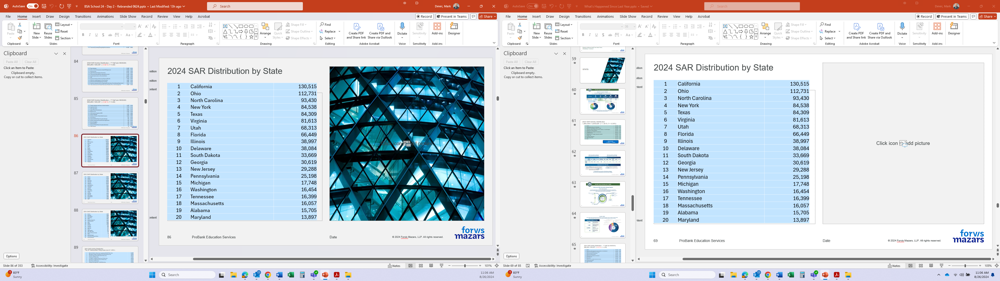 AutoSave On BSA School 24 - Day 2 - Rebranded 0624.pptx • Last Modified: 13h ago Search Dever, Mark
File Home Insert Draw Design Transitions Animations Slide Show Record Review View Help Acrobat Record Present in Teams Share
Paste New Slide Reuse Slides Layout Reset Section Shape Fill Shape Outline Shape Effects Arrange Quick Styles Find Replace Select Create PDF and Share link Create PDF and Share via Outlook Dictate Sensitivity Add-ins Designer
Clipboard Slides Font Paragraph Drawing Editing Adobe Acrobat Voice Sensitivity Add-ins
Clipboard
Paste All Clear All
Click an Item to Paste:
Clipboard empty.
Copy or cut to collect items.
Options
84
85
86
87
88
89
2024 SAR Distribution by State
1 California 130,515
2 Ohio 112,731
3 North Carolina 93,430
4 New York 84,538
5 Texas 84,309
6 Virginia 81,613
7 Utah 68,313
8 Florida 66,449
9 Illinois 38,997
10 Delaware 38,084
11 South Dakota 33,669
12 Georgia 30,619
13 New Jersey 29,288
14 Pennsylvania 25,198
15 Michigan 17,748
16 Washington 16,454
17 Tennessee 16,399
18 Massachusetts 16,057
19 Alabama 15,705
20 Maryland 13,897
86 ProBank Education Services Date © 2024 Forvis Mazars, LLP. All rights reserved. forvis mazars
Slide 86 of 353 Accessibility: Investigate Notes 101%
83°F
Sunny
Search
11:06 AM
8/26/2024
AutoSave On What's Happened Since Last Year.pptx • Saved Search Dever, Mark
File Home Insert Draw Design Transitions Animations Slide Show Record Review View Help Acrobat Record Present in Teams Share
Paste New Slide Reuse Slides Layout Reset Section 36 Shape Fill Shape Outline Shape Effects Arrange Quick Styles Find Replace Select Create PDF and Share link Create PDF and Share via Outlook Dictate Sensitivity Add-ins Designer
Clipboard Slides Font Paragraph Drawing Editing Adobe Acrobat Voice Sensitivity Add-ins
Clipboard
Paste All Clear All
Click an Item to Paste:
Clipboard empty.
Copy or cut to collect items.
Options
59
STATS
60
61
62
63
64
65
2024 SAR Distribution by State
1 California 130,515
2 Ohio 112,731
3 North Carolina 93,430
4 New York 84,538
5 Texas 84,309
6 Virginia 81,613
7 Utah 68,313
8 Florida 66,449
9 Illinois 38,997
10 Delaware 38,084
11 South Dakota 33,669
12 Georgia 30,619
13 New Jersey 29,288
14 Pennsylvania 25,198
15 Michigan 17,748
16 Washington 16,454
17 Tennessee 16,399
18 Massachusetts 16,057
19 Alabama 15,705
20 Maryland 13,897
Click icon to add picture
69 ProBank Education Services Date © 2024 Forvis Mazars, LLP. All rights reserved. forvis mazars
Slide 69 of 85 Accessibility: Investigate Notes 105%
83°F
Sunny
Search
11:06 AM
8/26/2024